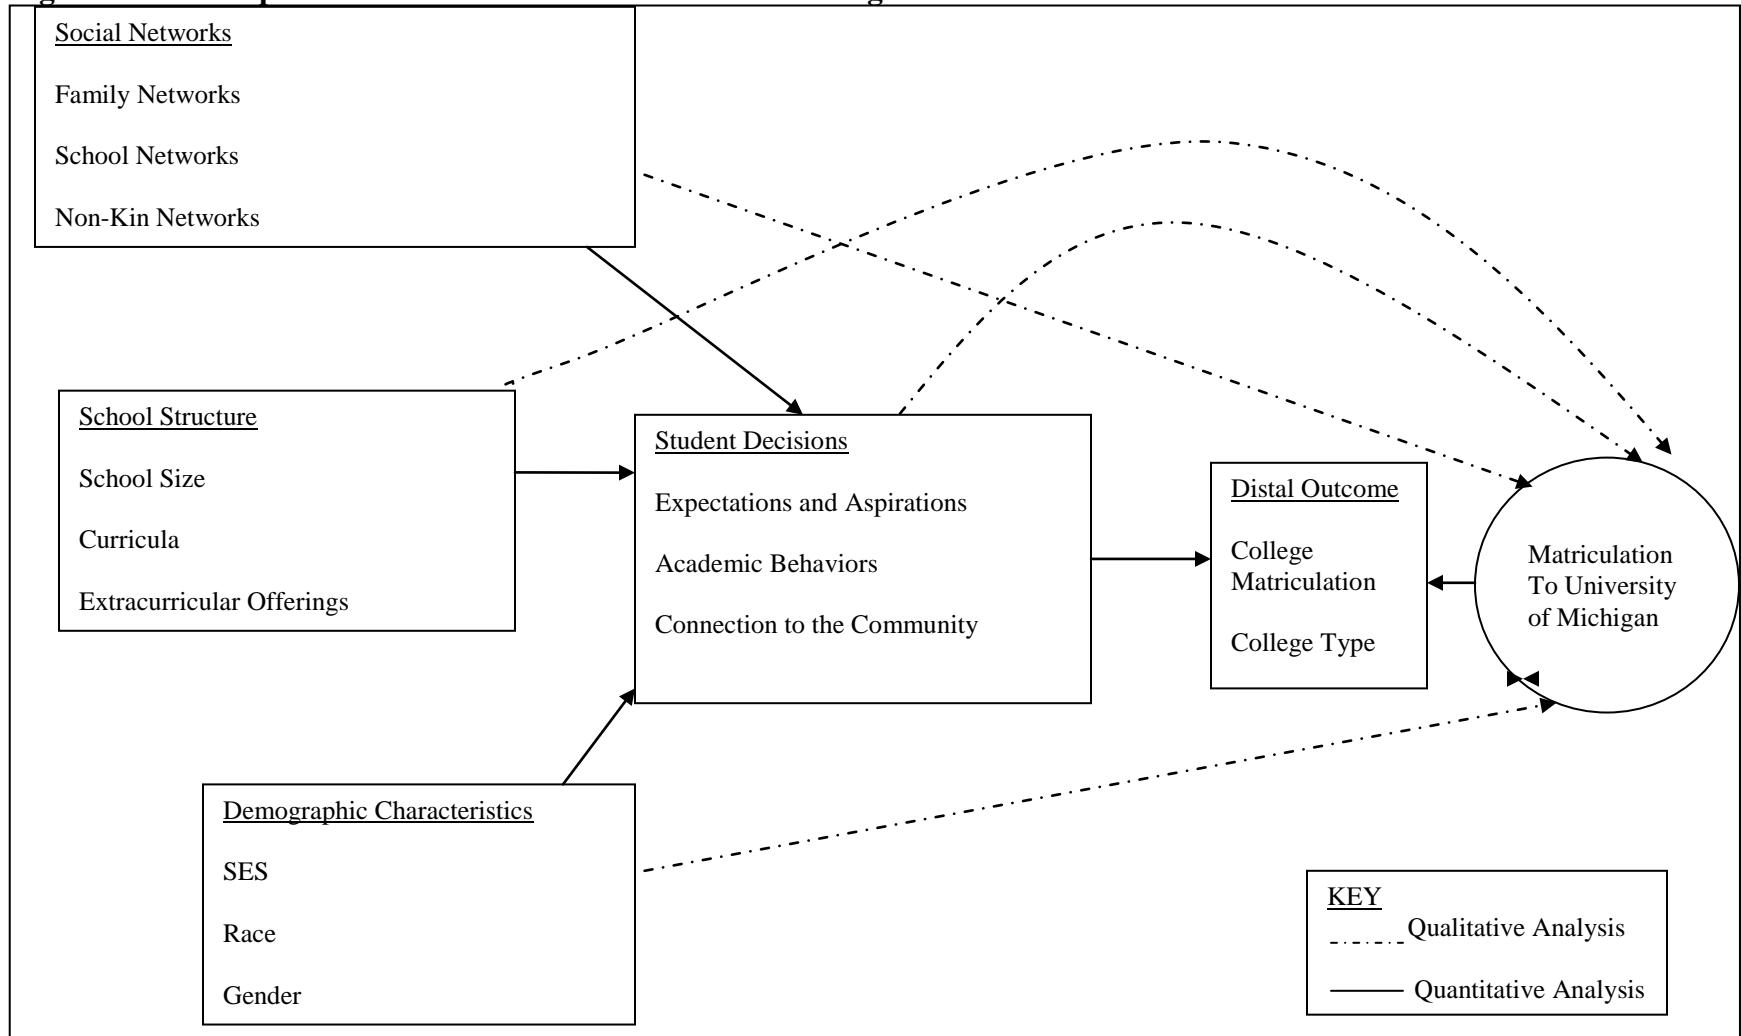 Social Networks
Family Networks
School Networks
Non-Kin Networks
School Structure
School Size
Curricula
Extracurricular Offerings
Student Decisions
Expectations and Aspirations
Academic Behaviors
Connection to the Community
Distal Outcome
College
Matriculation
College Type
Matriculation
To University
of Michigan
Demographic Characteristics
SES
Race
Gender
KEY
Qualitative Analysis
Quantitative Analysis